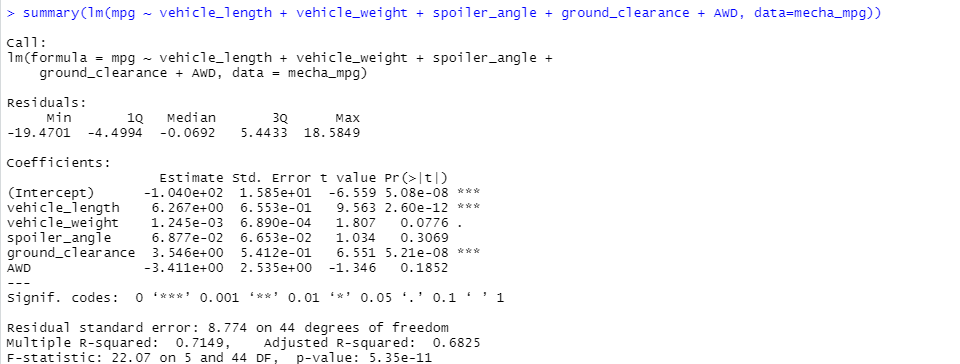 > summary(lm(mpg ~ vehicle_length + vehicle_weight + spoiler_angle + ground_clearance + AWD, data=mecha_mpg))
Call:
lm(formula = mpg ~ vehicle_length + vehicle_weight + spoiler_angle +
    ground_clearance + AWD, data = mecha_mpg)
Residuals:
     Min       1Q   Median       3Q      Max
-19.4701  -4.4994  -0.0692   5.4433  18.5849
Coefficients:
                   Estimate Std. Error t value Pr(>|t|)
(Intercept)      -1.040e+02  1.585e+01  -6.559 5.08e-08 ***
vehicle_length    6.267e+00  6.553e-01   9.563 2.60e-12 ***
vehicle_weight    1.245e-03  6.890e-04   1.807   0.0776 .
spoiler_angle     6.877e-02  6.653e-02   1.034   0.3069
ground_clearance  3.546e+00  5.412e-01   6.551 5.21e-08 ***
AWD              -3.411e+00  2.535e+00  -1.346   0.1852
---
Signif. codes:  0 ‘***’ 0.001 ‘**’ 0.01 ‘*’ 0.05 ‘.’ 0.1 ‘ ’ 1
Residual standard error: 8.774 on 44 degrees of freedom
Multiple R-squared:  0.7149,	Adjusted R-squared:  0.6825
F-statistic: 22.07 on 5 and 44 DF,  p-value: 5.35e-11